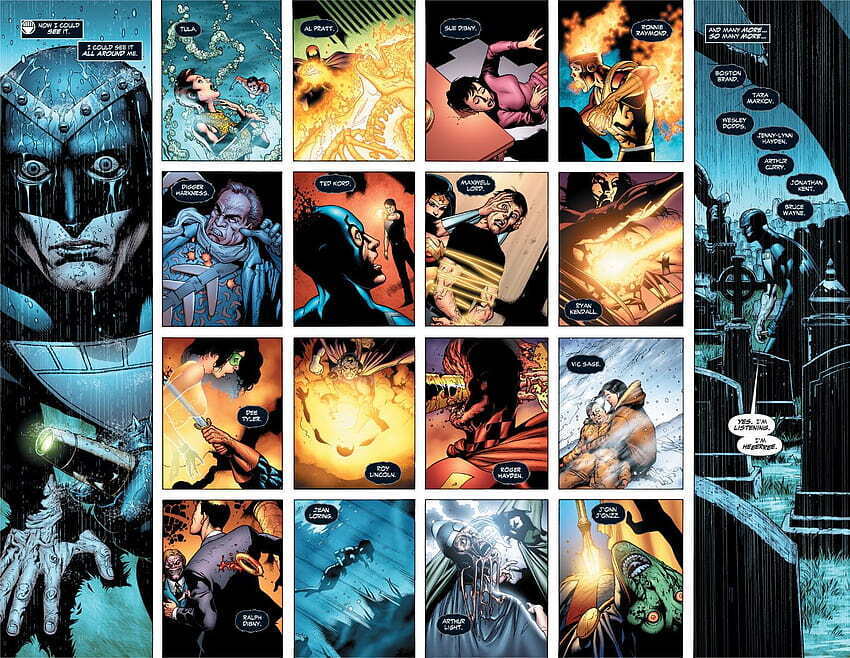 NOW I COULD
SEE IT.
I COULD SEE IT
ALL AROUND ME.
TULA.
AL PRATT.
SUE DIBNY.
RONNIE
RAYMOND.
DIGGER
HARKNESS.
TED KORD.
MAXWELL
LORD.
RYAN
KENDALL.
DEE
TYLER.
ROY
LINCOLN.
ROGER
HAYDEN.
VIC SAGE.
RALPH
DIBNY.
JEAN
LORING.
ARTHUR
LIGHT.
J'ONN
J'ONZZ.
AND MANY MORE...
SO MANY MORE...
BOSTON
BRAND.
TARA
MARKOV.
WESLEY
DODDS.
JENNY-LYNN
HAYDEN.
ARTHUR
CURRY.
JONATHAN
KENT.
BRUCE
WAYNE.
YES. I'M
LISTENING.
I'M
HEEERREE.